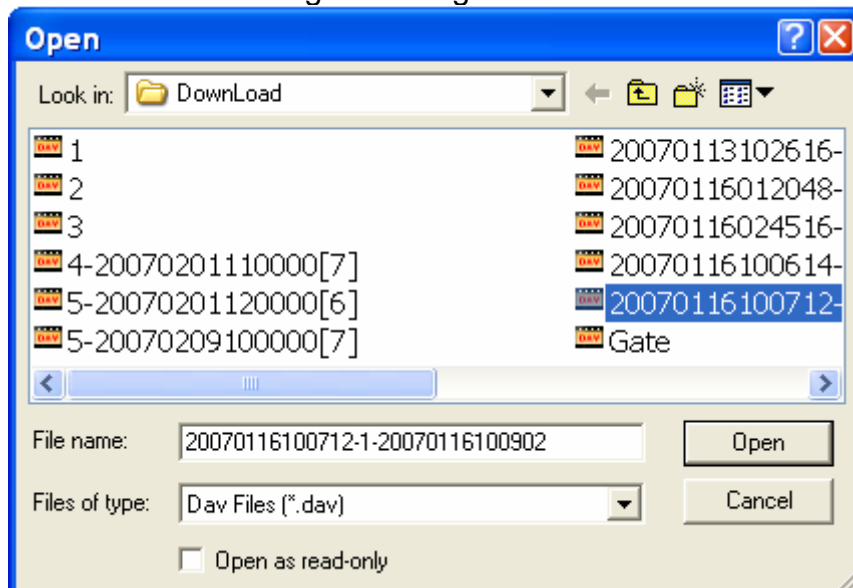 Open
Look in: DownLoad
1
2
3
4-20070201110000[7]
5-20070201120000[6]
5-20070209100000[7]
20070113102616-
20070116012048-
20070116024516-
20070116100614-
20070116100712-
Gate
File name: 20070116100712-1-20070116100902
Open
Files of type: Dav Files (*.dav)
Cancel
Open as read-only